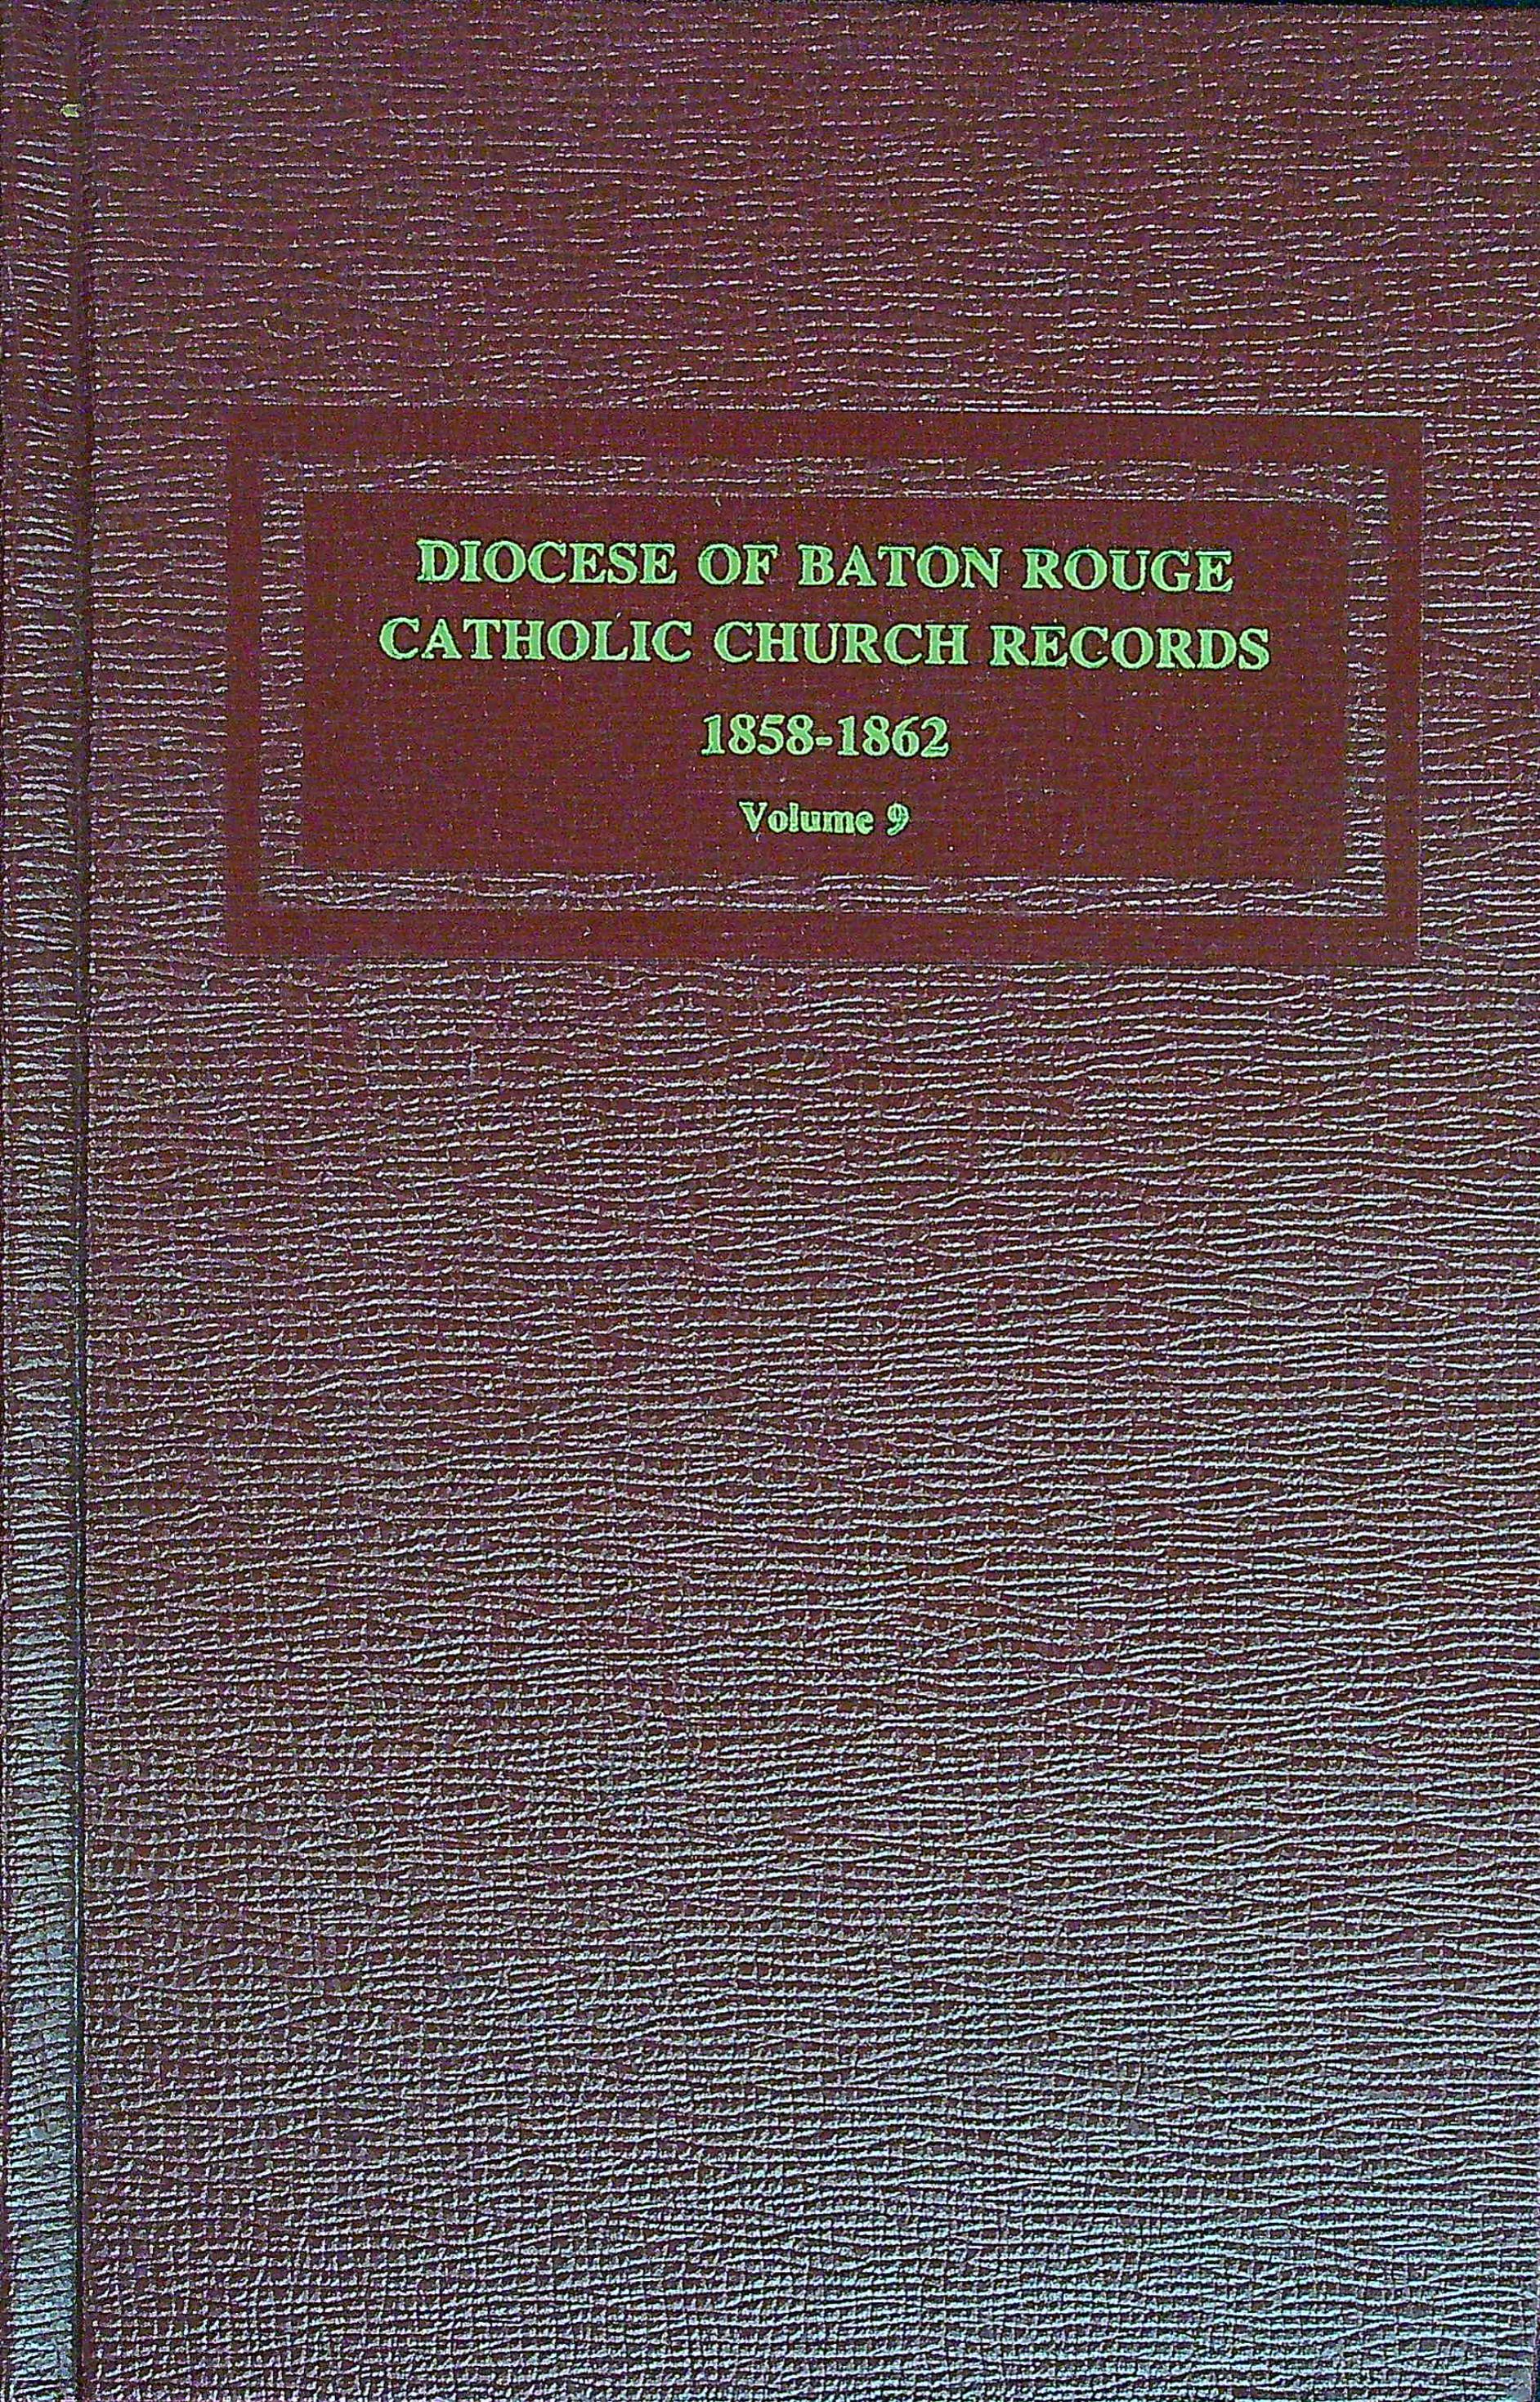 DIOCESE OF BATON ROUGE
CATHOLIC CHURCH RECORDS
1858-1862
Volume 9